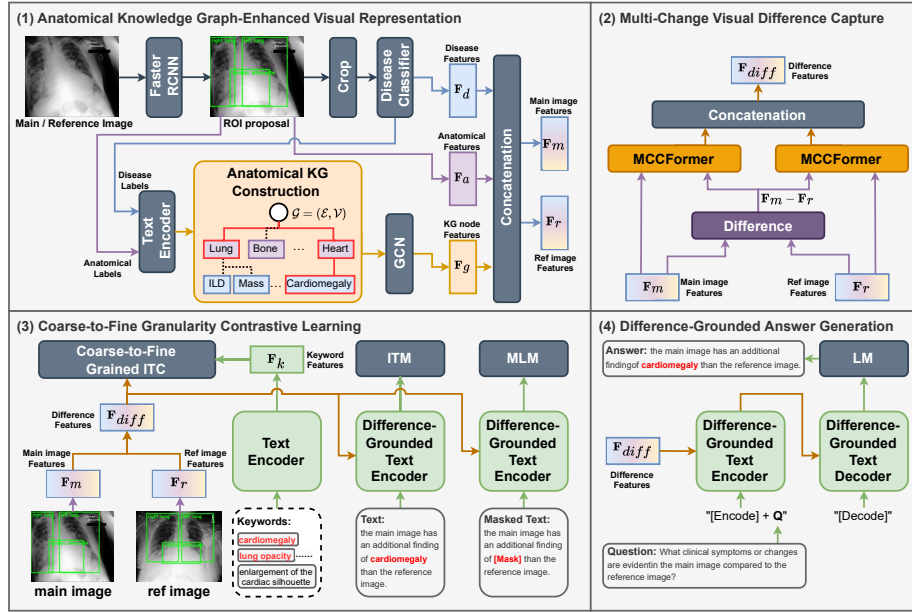 (1) Anatomical Knowledge Graph-Enhanced Visual Representation
Main / Reference Image
Faster
RCNN
ROI proposal
Crop
Disease
Classifier
Disease
Features
F_d
Anatomical
Features
F_a
KG node
Features
F_g
Concatenation
Main image
Features
F_m
F_r
Ref image
Features
Disease Labels
Anatomical Labels
Text
Encoder
Anatomical KG
Construction
G = (E, V)
Lung
Bone
...
Heart
ILD
Mass
...
Cardiomegaly
GCN
(2) Multi-Change Visual Difference Capture
F_diff
Difference
Features
Concatenation
MCCFormer
MCCFormer
F_m − F_r
Difference
F_m
Main image
Features
Ref image
Features
F_r
(3) Coarse-to-Fine Granularity Contrastive Learning
Coarse-to-Fine
Grained ITC
F_k
Keyword
Features
ITM
MLM
Difference
Features
F_diff
Main image
Features
F_m
Ref image
Features
F_r
main image
ref image
Text
Encoder
Difference-
Grounded
Text
Encoder
Difference-
Grounded
Text
Encoder
Keywords:
cardiomegaly
lung opacity ......
enlargement of the
cardiac silhouette
Text:
the main image has
an additional finding
of cardiomegaly
than the reference
image.
Masked Text:
the main image has
an additional finding
of [Mask] than the
reference image.
(4) Difference-Grounded Answer Generation
Answer: the main image has an additional
findingof cardiomegaly than the reference image.
LM
F_diff
Difference
Features
Difference-
Grounded
Text
Encoder
Difference-
Grounded
Text
Decoder
"[Encode] + Q"
"[Decode]"
Question: What clinical symptoms or changes
are evidentin the main image compared to the
reference image?